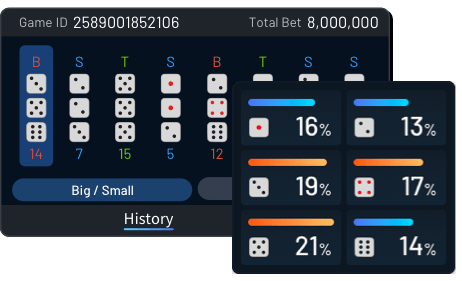 Game ID 2589001852106 Total Bet 8,000,000
B S T S B T S S
14 7 15 5 12
Big / Small
History
16% 13%
19% 17%
21% 14%